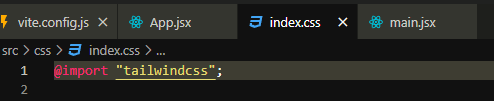 vite.config.js App.jsx index.css main.jsx
src > css > index.css > ...
1 @import "tailwindcss";
2